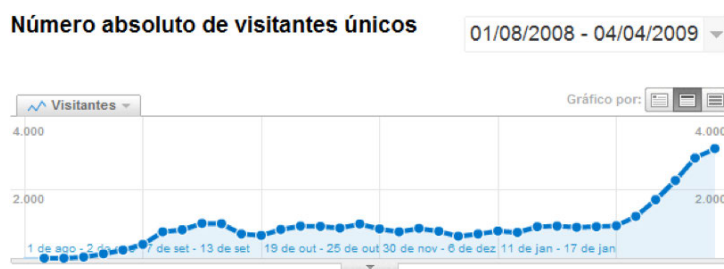 Número absoluto de visitantes únicos
01/08/2008 - 04/04/2009
Visitantes
Gráfico por:
4.000 4.000
2.000 2.000
1 de ago - 2 de 7 de set - 13 de set 19 de out - 25 de out 30 de nov - 6 de dez 11 de jan - 17 de jan